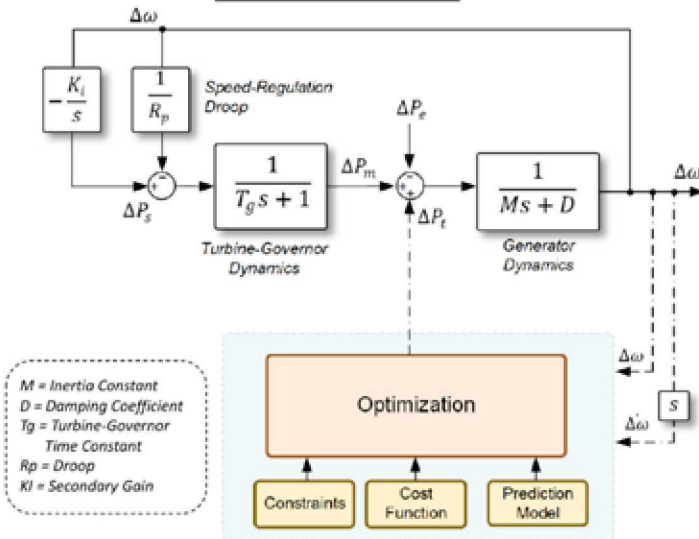 Δω
−K_i/s
1/R_p
Speed-Regulation
Droop
ΔP_e
ΔP_s
1/(T_g s + 1)
ΔP_m
ΔP_t
1/(Ms + D)
Δω
Turbine-Governor
Dynamics
Generator
Dynamics
Δω
s
Δω̇
Optimization
Constraints
Cost
Function
Prediction
Model
M = Inertia Constant
D = Damping Coefficient
Tg = Turbine-Governor
Time Constant
Rp = Droop
KI = Secondary Gain